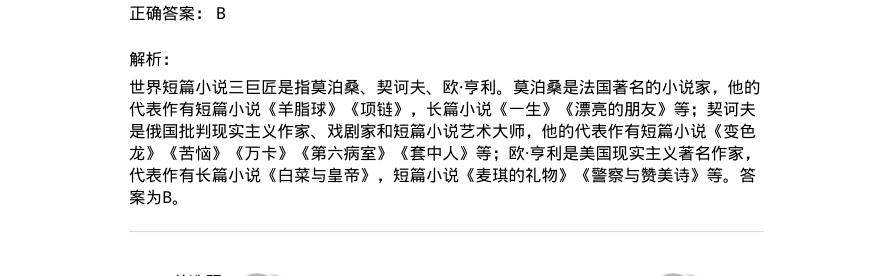 正确答案： B
解析：
世界短篇小说三巨匠是指莫泊桑、契诃夫、欧·亨利。莫泊桑是法国著名的小说家，他的
代表作有短篇小说《羊脂球》《项链》，长篇小说《一生》《漂亮的朋友》等；契诃夫
是俄国批判现实主义作家、戏剧家和短篇小说艺术大师，他的代表作有短篇小说《变色
龙》《苦恼》《万卡》《第六病室》《套中人》等；欧·亨利是美国现实主义著名作家，
代表作有长篇小说《白菜与皇帝》，短篇小说《麦琪的礼物》《警察与赞美诗》等。答
案为B。